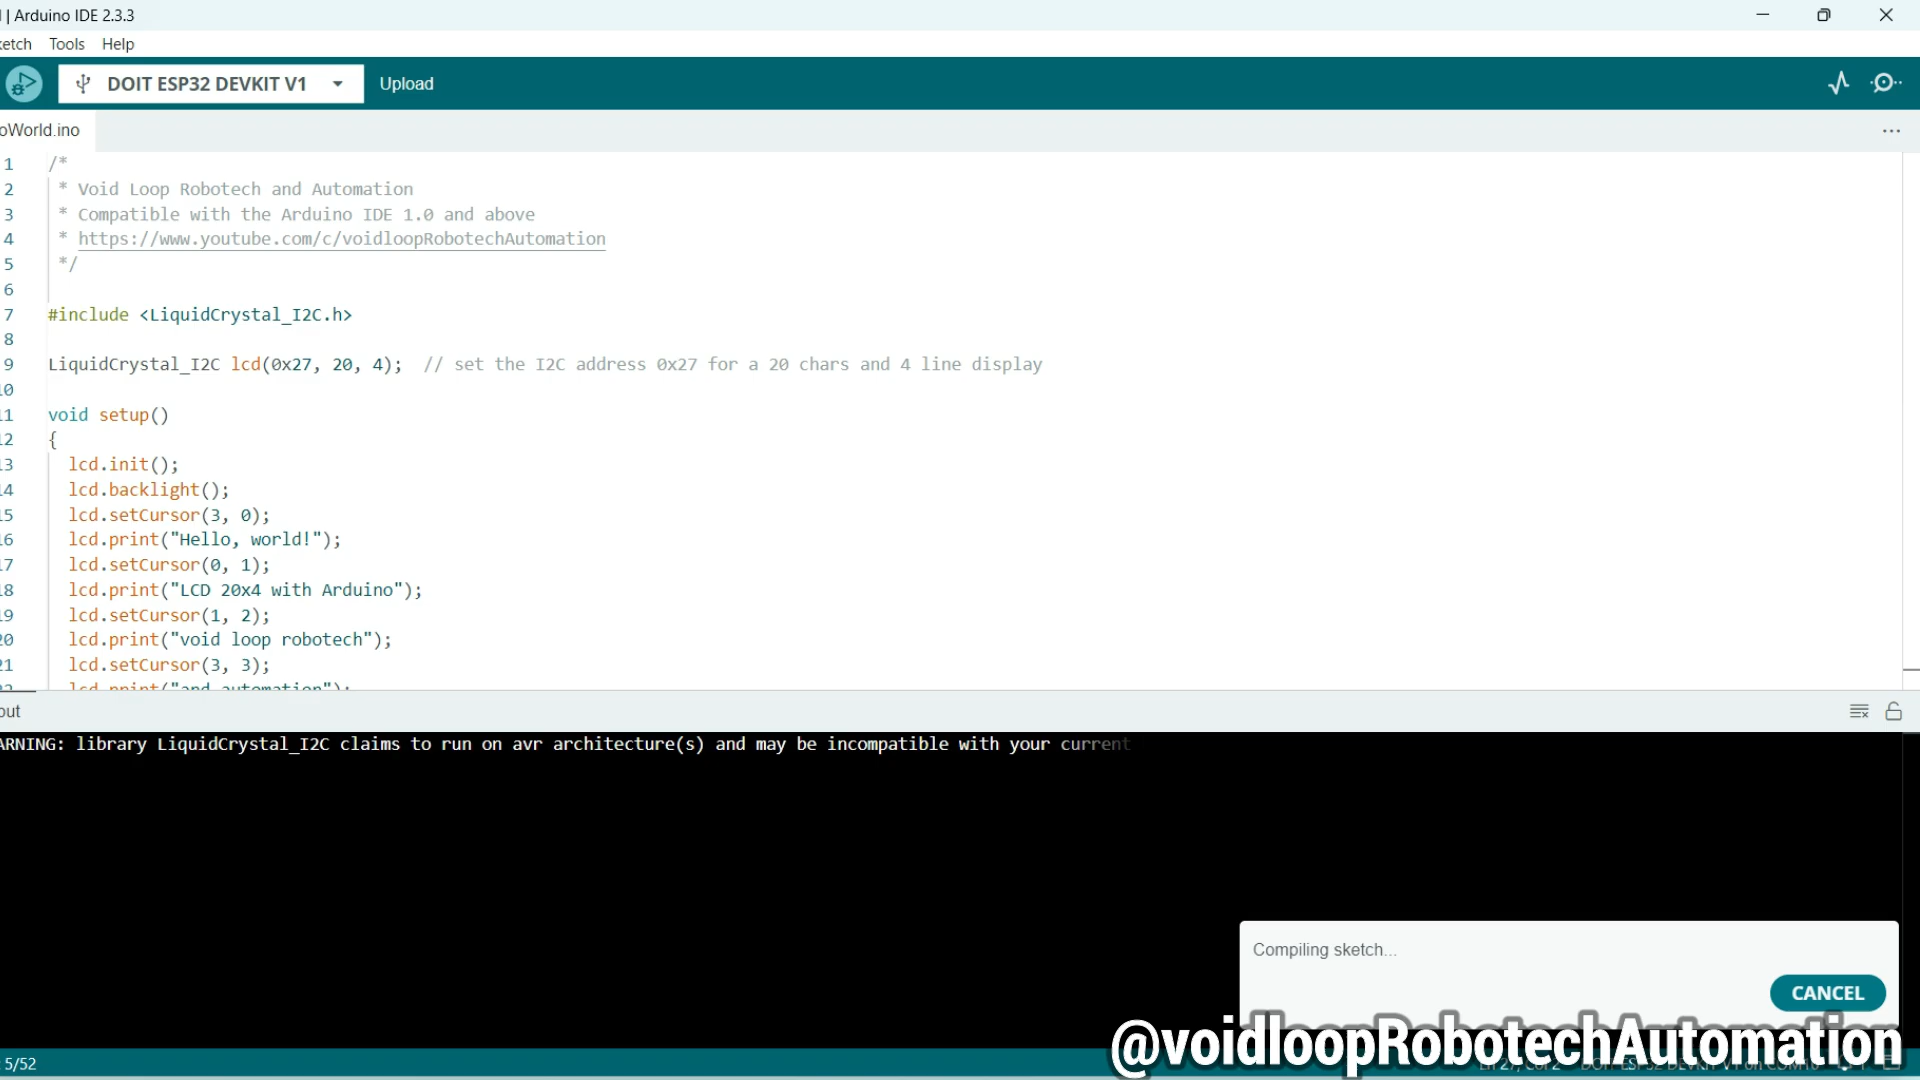 | Arduino IDE 2.3.3
etch Tools Help
DOIT ESP32 DEVKIT V1 Upload
oWorld.ino
1 /*
2 * Void Loop Robotech and Automation
3 * Compatible with the Arduino IDE 1.0 and above
4 * https://www.youtube.com/c/voidloopRobotechAutomation
5 */
6
7 #include <LiquidCrystal_I2C.h>
8
9 LiquidCrystal_I2C lcd(0x27, 20, 4); // set the I2C address 0x27 for a 20 chars and 4 line display
10
11 void setup()
12 {
13 lcd.init();
14 lcd.backlight();
15 lcd.setCursor(3, 0);
16 lcd.print("Hello, world!");
17 lcd.setCursor(0, 1);
18 lcd.print("LCD 20x4 with Arduino");
19 lcd.setCursor(1, 2);
20 lcd.print("void loop robotech");
21 lcd.setCursor(3, 3);
22 lcd.print("and automation");
out
ARNING: library LiquidCrystal_I2C claims to run on avr architecture(s) and may be incompatible with your current
Compiling sketch...
CANCEL
@voidloopRobotechAutomation
5/52